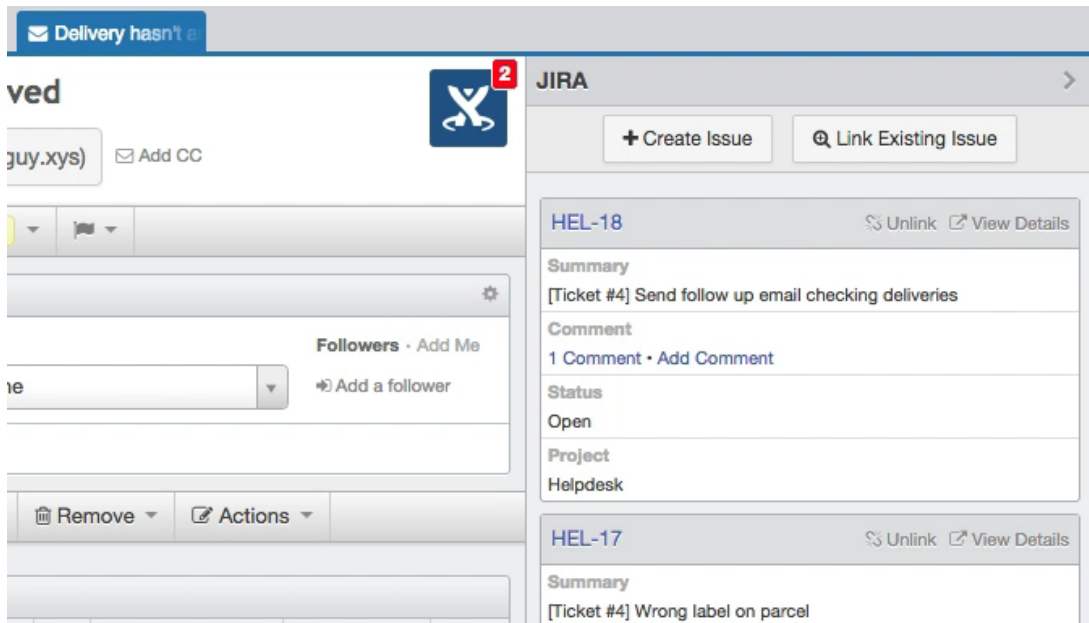 Delivery hasn't a
ved
2
guy.xys)
Add CC
Followers · Add Me
ne
Add a follower
Remove
Actions
JIRA
Create Issue
Link Existing Issue
HEL-18
Unlink
View Details
Summary
[Ticket #4] Send follow up email checking deliveries
Comment
1 Comment • Add Comment
Status
Open
Project
Helpdesk
HEL-17
Unlink
View Details
Summary
[Ticket #4] Wrong label on parcel